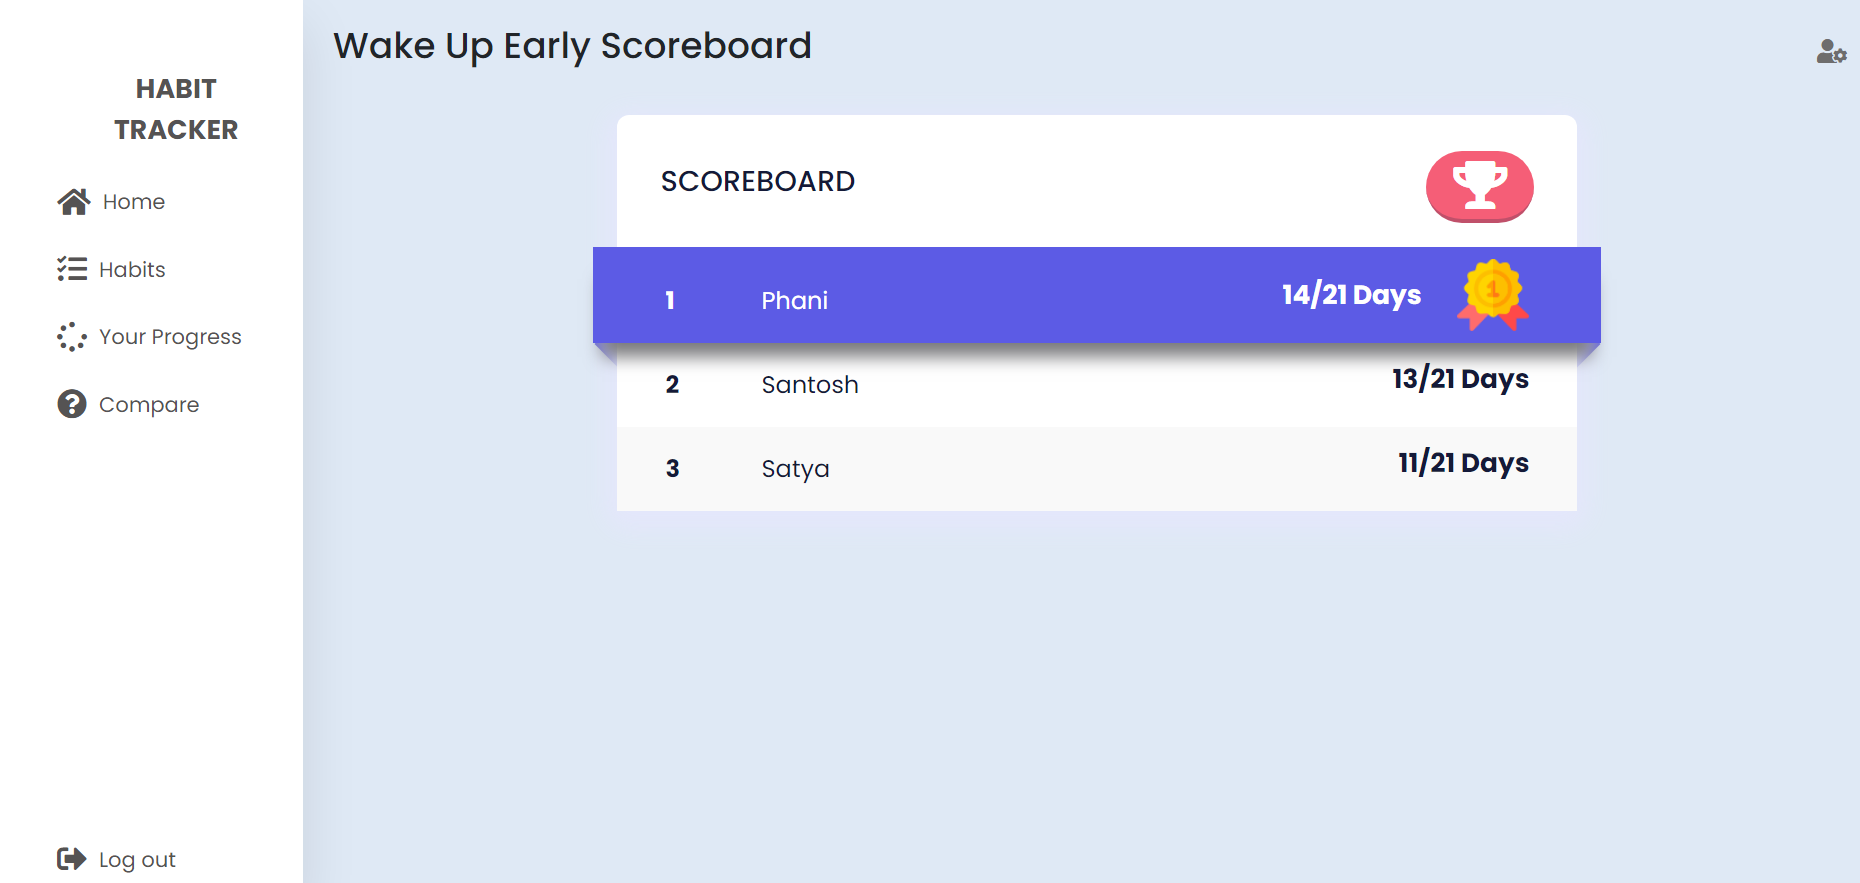 HABIT
TRACKER
Home
Habits
Your Progress
Compare
Log out
Wake Up Early Scoreboard
SCOREBOARD
1 Phani 14/21 Days 1
2 Santosh 13/21 Days
3 Satya 11/21 Days